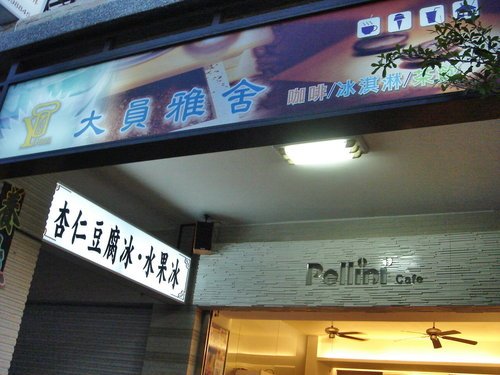 大員雅舍
咖啡/冰淇淋/
杏仁豆腐冰·水果冰
Pellini Cafe